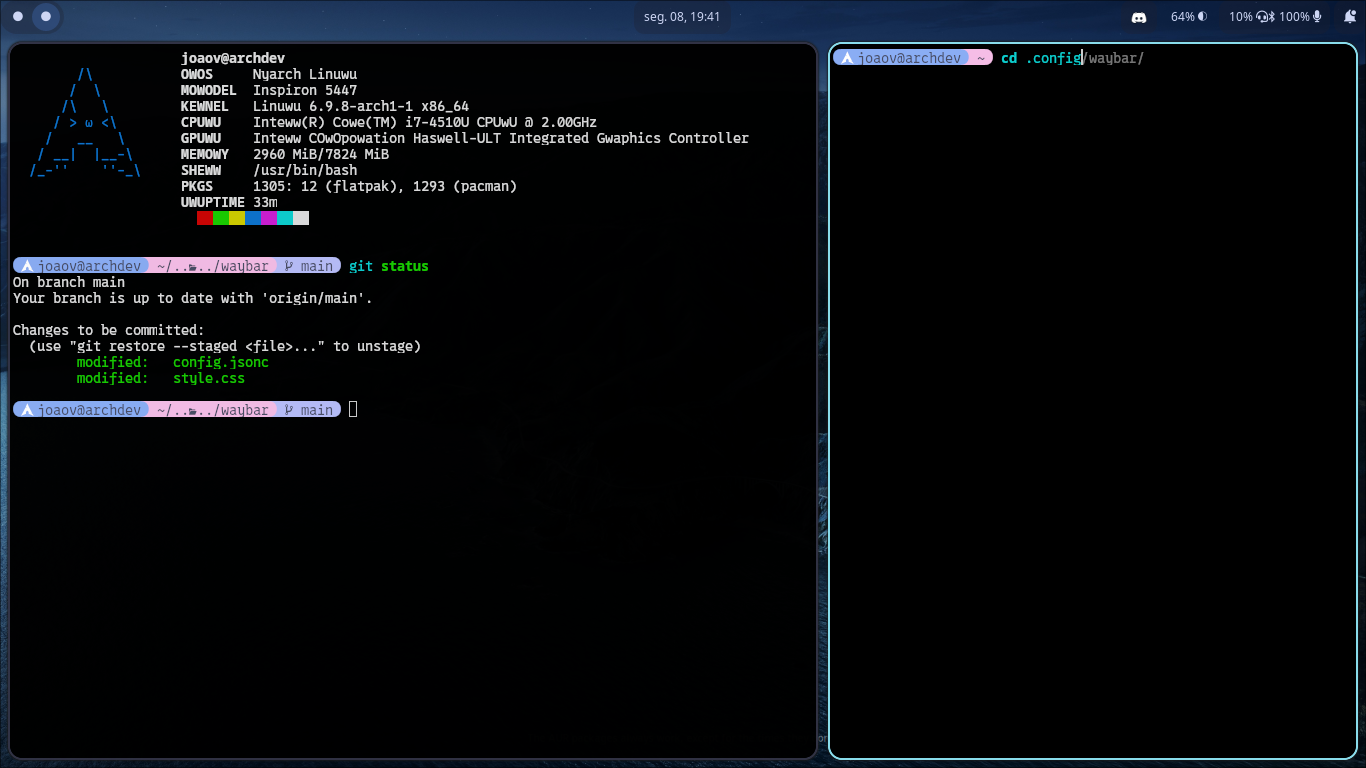 seg. 08, 19:41
64%
10%
100%
joaov@archdev
OWOS Nyarch Linuwu
MOWODEL Inspiron 5447
KEWNEL Linuwu 6.9.8-arch1-1 x86_64
CPUWU Inteww(R) Cowe(TM) i7-4510U CPUwU @ 2.00GHz
GPUWU Inteww COwOpowation Haswell-ULT Integrated Gwaphics Controller
MEMOWY 2960 MiB/7824 MiB
SHEWW /usr/bin/bash
PKGS 1305: 12 (flatpak), 1293 (pacman)
UWUPTIME 33m
/\
/  \
/\   \
/ > ω <\
/   __   \
/ __|  |__-\
/_-''    ''-_\
joaov@archdev ~/../../waybar main git status
On branch main
Your branch is up to date with 'origin/main'.
Changes to be committed:
(use "git restore --staged <file>..." to unstage)
modified: config.jsonc
modified: style.css
joaov@archdev ~/../../waybar main
joaov@archdev ~ cd .config/waybar/